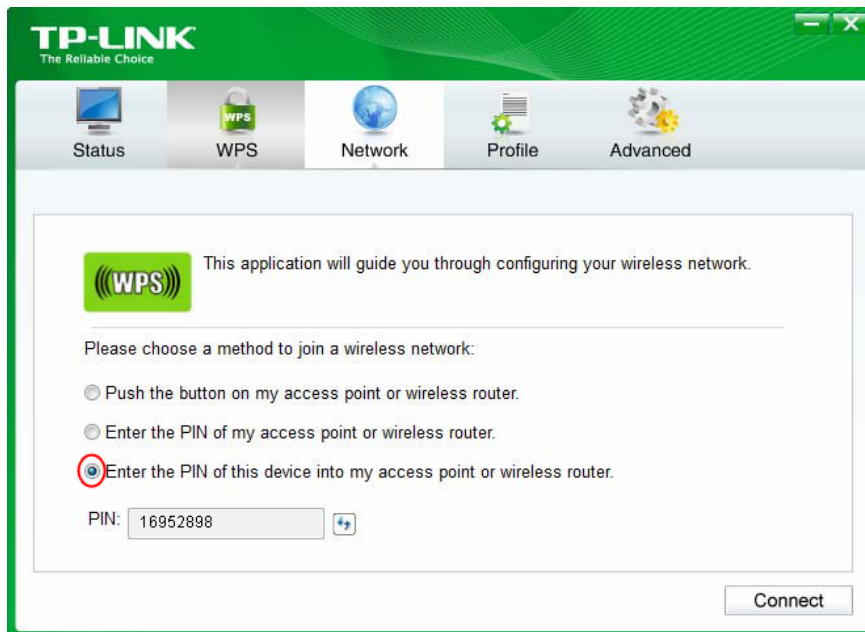 TP-LINK
The Reliable Choice
WPS
Status
WPS
Network
Profile
Advanced
(((WPS)))
This application will guide you through configuring your wireless network.
Please choose a method to join a wireless network:
Push the button on my access point or wireless router.
Enter the PIN of my access point or wireless router.
Enter the PIN of this device into my access point or wireless router.
PIN: 16952898
Connect